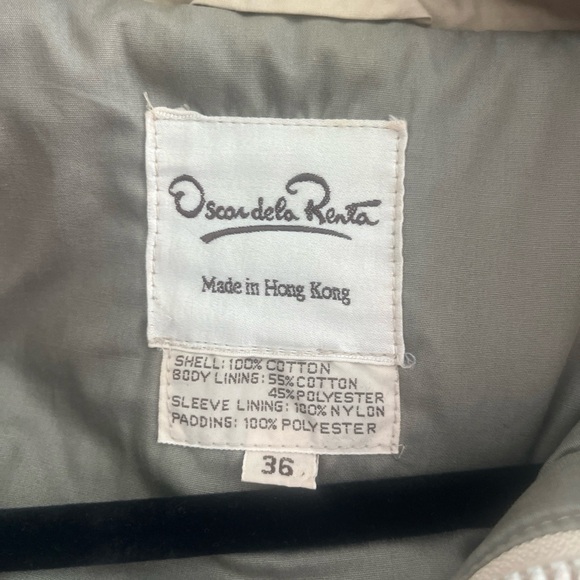 Oscar de la Renta
Made in Hong Kong
SHELL: 100% COTTON
BODY LINING: 55% COTTON
45% POLYESTER
SLEEVE LINING: 100% NYLON
PADDING: 100% POLYESTER
36